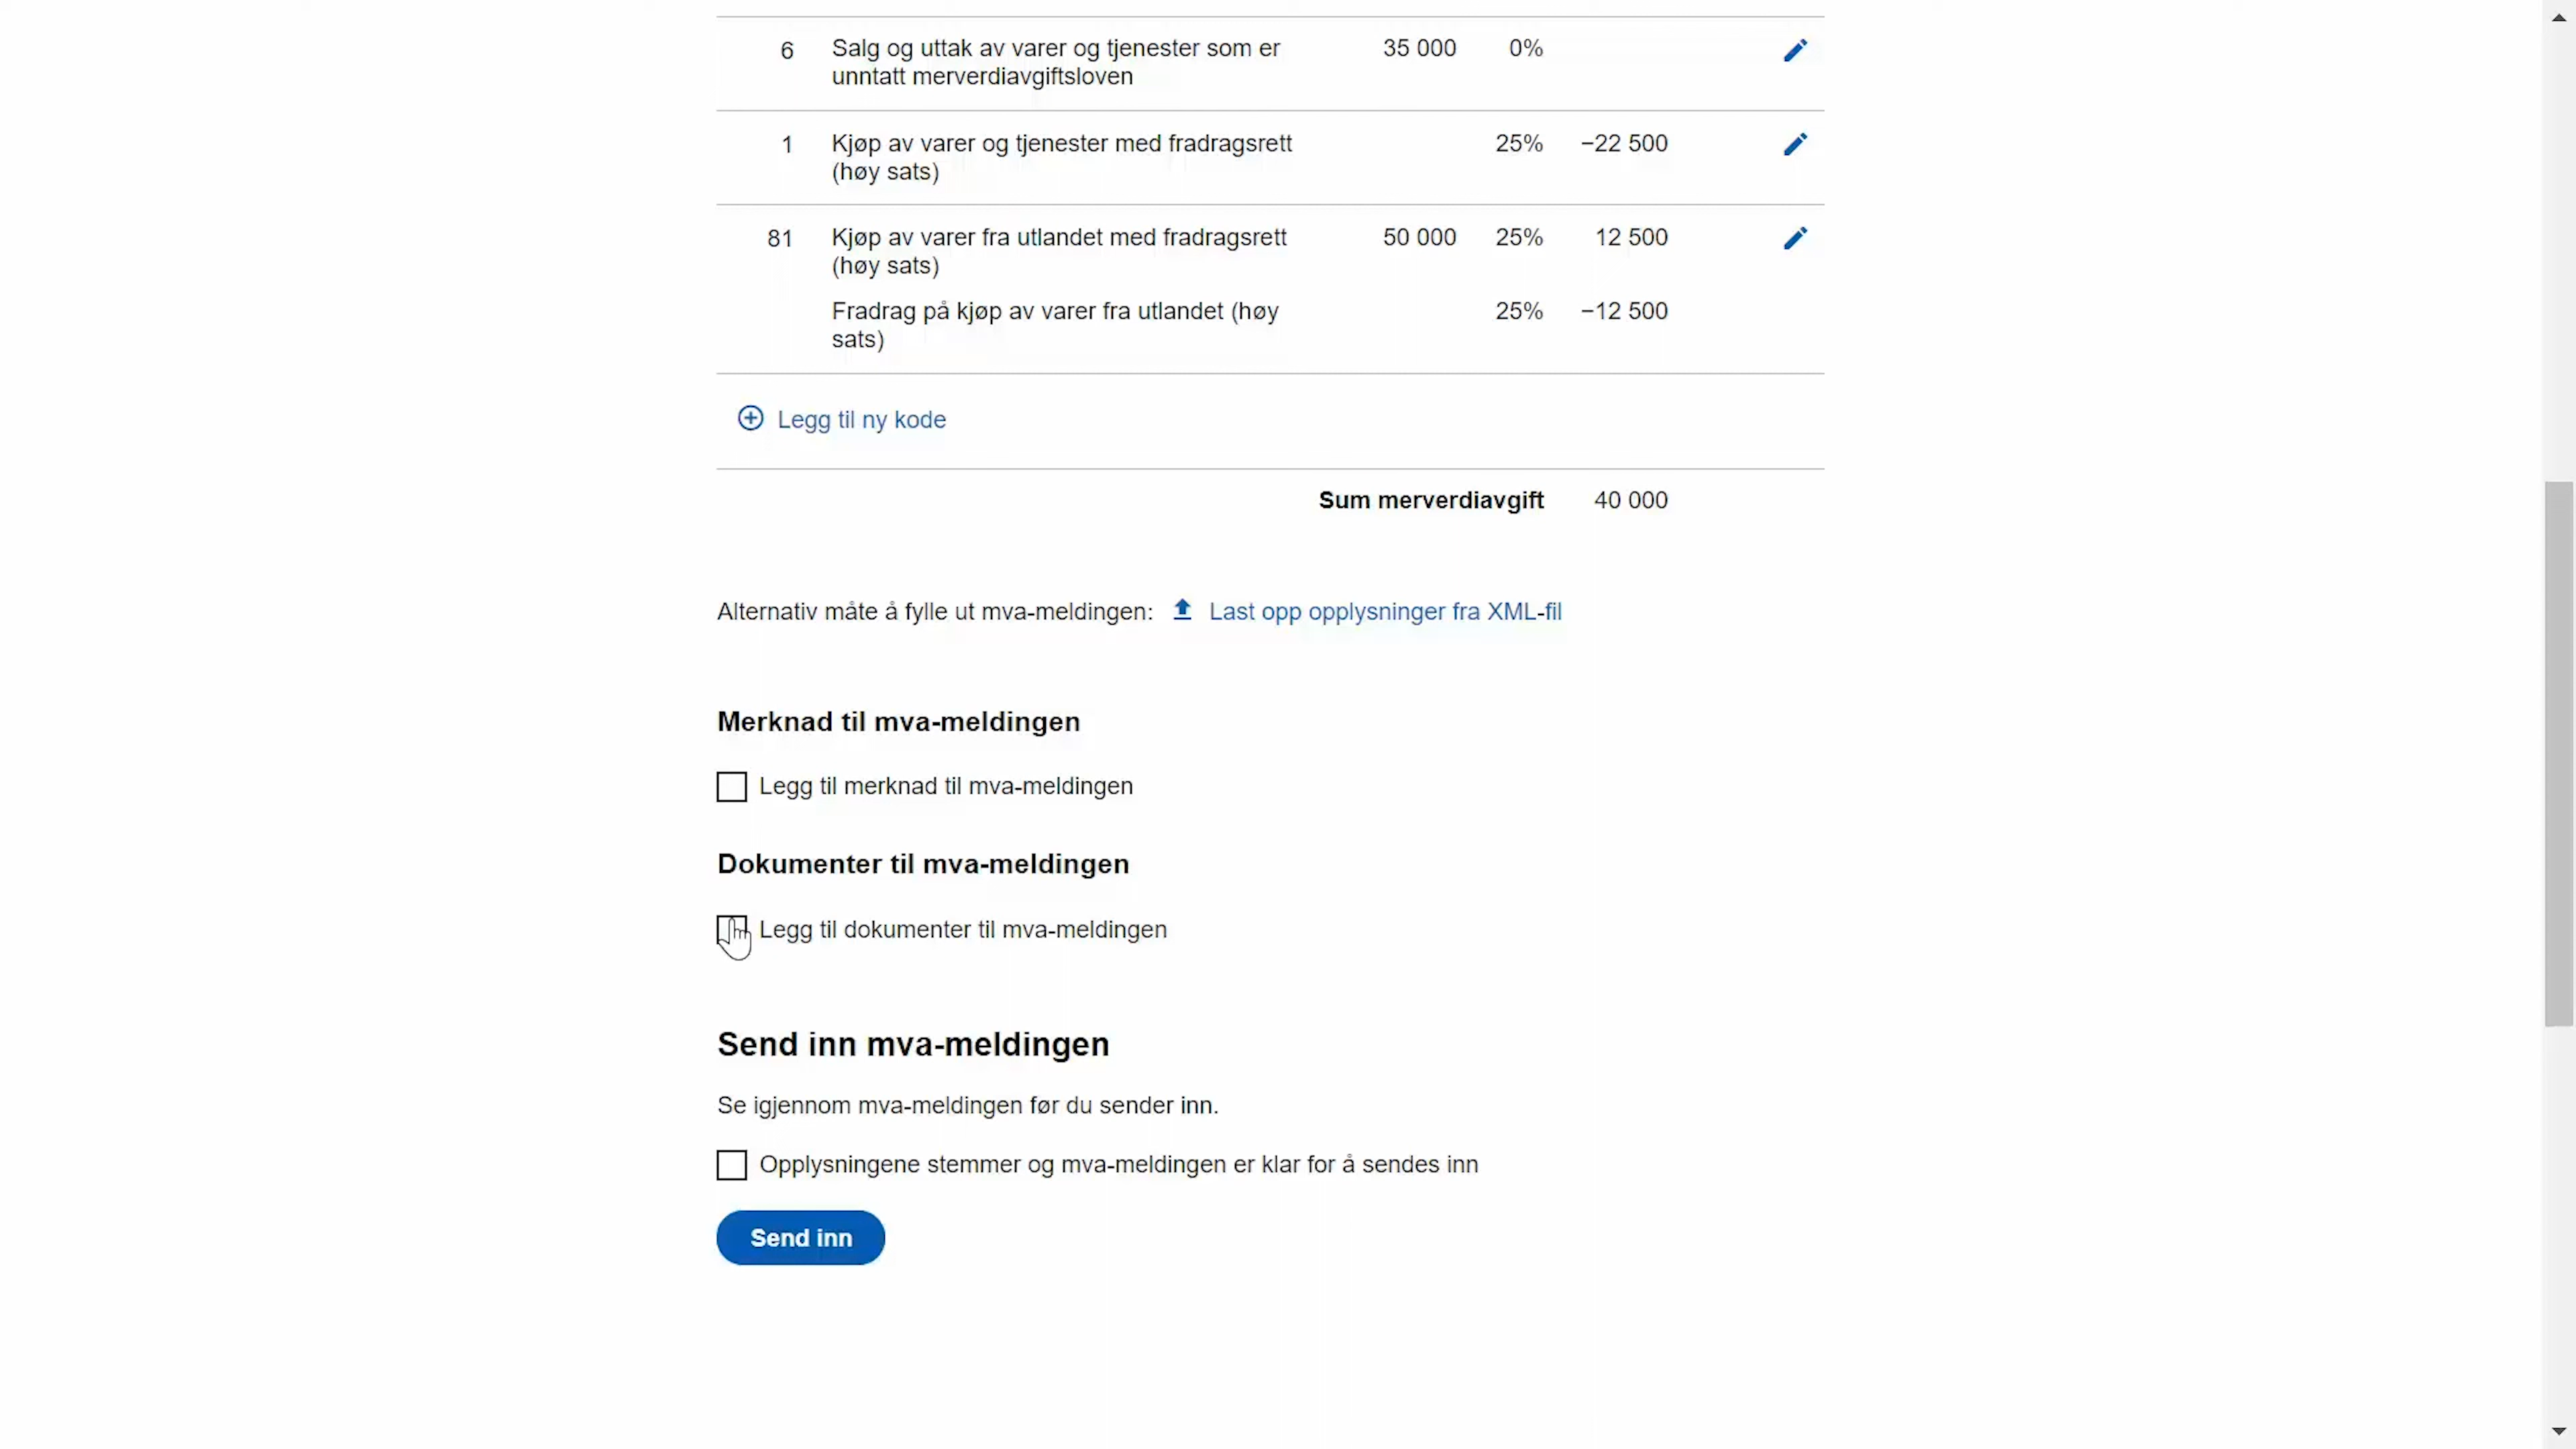 6 Salg og uttak av varer og tjenester som er 35 000 0%
unntatt merverdiavgiftsloven
1 Kjøp av varer og tjenester med fradragsrett 25% −22 500
(høy sats)
81 Kjøp av varer fra utlandet med fradragsrett 50 000 25% 12 500
(høy sats)
Fradrag på kjøp av varer fra utlandet (høy 25% −12 500
sats)
Legg til ny kode
Sum merverdiavgift 40 000
Alternativ måte å fylle ut mva-meldingen: Last opp opplysninger fra XML-fil
Merknad til mva-meldingen
Legg til merknad til mva-meldingen
Dokumenter til mva-meldingen
Legg til dokumenter til mva-meldingen
Send inn mva-meldingen
Se igjennom mva-meldingen før du sender inn.
Opplysningene stemmer og mva-meldingen er klar for å sendes inn
Send inn